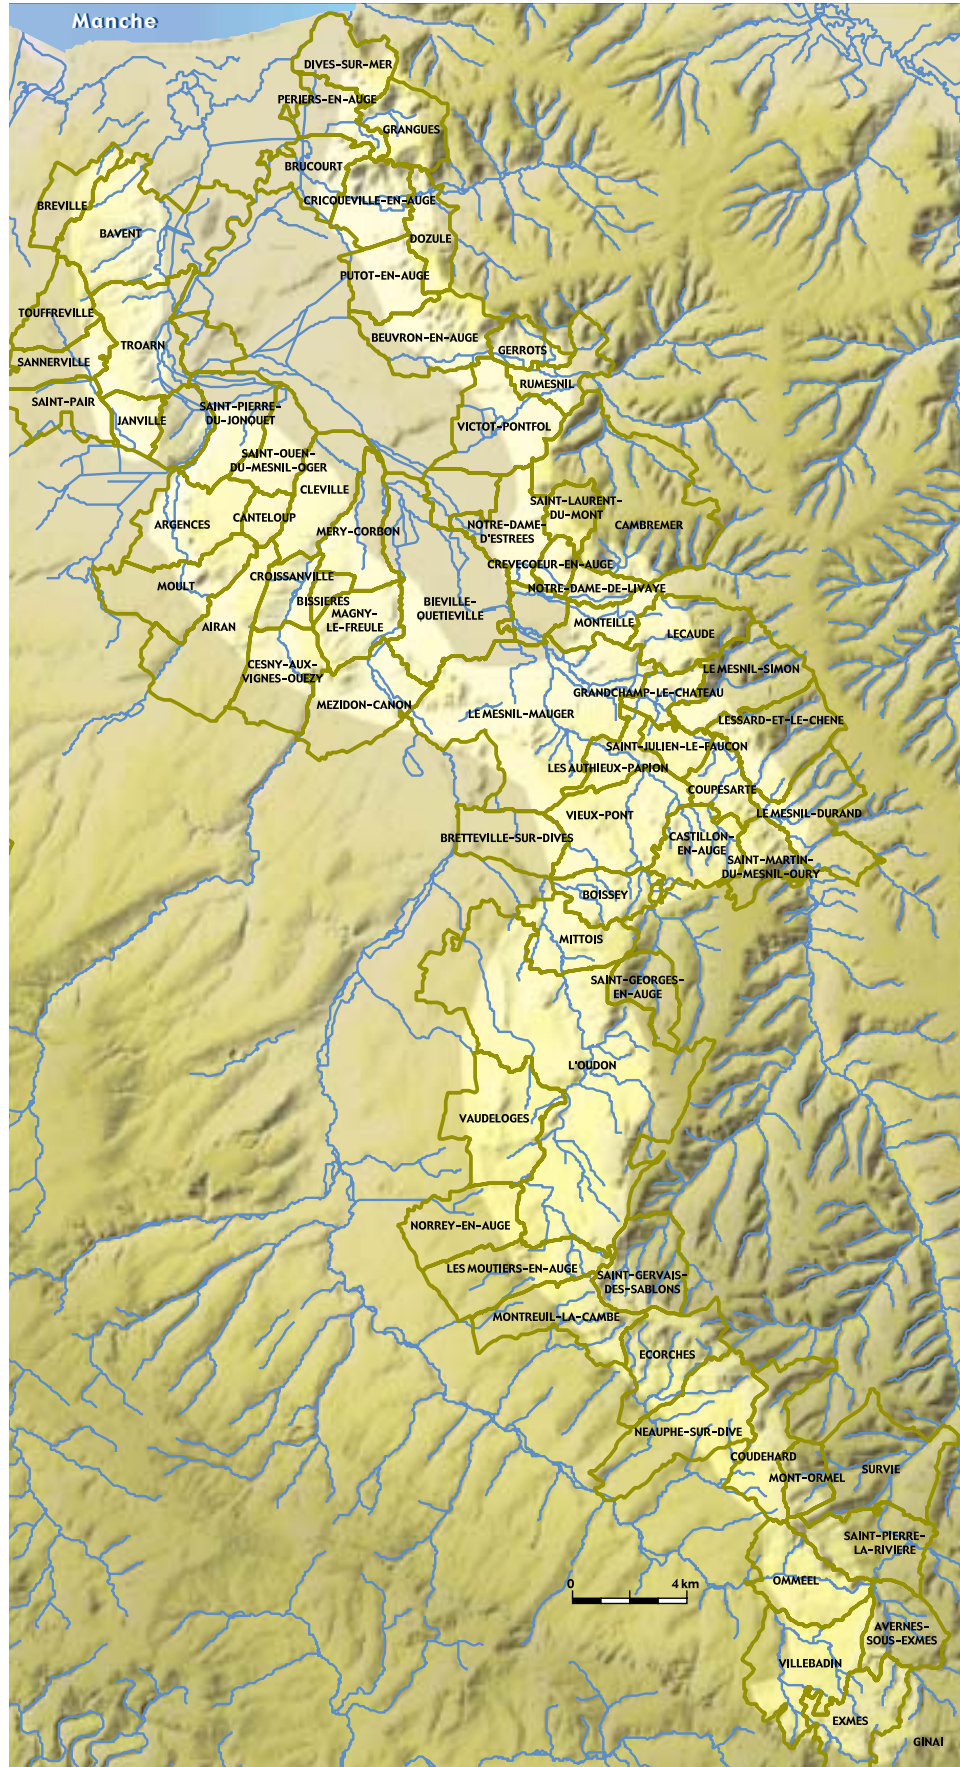 Manche
DIVES-SUR-MER
PERIERS-EN-AUGE
GRANGUES
BRUCOURT
CRICQUEVILLE-EN-AUGE
BREVILLE
BAVENT
DOZULE
PUTOT-EN-AUGE
TOUFFREVILLE
BEUVRON-EN-AUGE
TROARN
GERROTS
SANNERVILLE
RUMESNIL
SAINT-PAIR
SAINT-PIERRE-
DU-JONQUET
JANVILLE
VICTOT-PONTFOL
SAINT-OUEN-
DU-MESNIL-OGER
CLEVILLE
SAINT-LAURENT-
DU-MONT
ARGENCES
CANTELOUP
MERY-CORBON
NOTRE-DAME-
D'ESTREES
CAMBREMER
CREVECOEUR-EN-AUGE
CROISSANVILLE
MOULT
NOTRE-DAME-DE-LIVAYE
BISSIERES
BIEVILLE-
QUETIEVILLE
MAGNY-
LE-FREULE
AIRAN
MONTEILLE
LECAUDE
CESNY-AUX-
VIGNES-OUEZY
LE MESNIL-SIMON
GRANDCHAMP-LE-CHATEAU
MEZIDON-CANON
LE MESNIL-MAUGER
LESSARD-ET-LE-CHENE
SAINT-JULIEN-LE-FAUCON
LES AUTHIEUX-PAPION
COUPESARTE
VIEUX-PONT
LE MESNIL-DURAND
BRETTEVILLE-SUR-DIVES
CASTILLON-
EN-AUGE
SAINT-MARTIN-
DU-MESNIL-OURY
BOISSEY
MITTOIS
SAINT-GEORGES-
EN-AUGE
L'OUDON
VAUDELOGES
NORREY-EN-AUGE
LES MOUTIERS-EN-AUGE
SAINT-GERVAIS-
DES-SABLONS
MONTREUIL-LA-CAMBE
ECORCHES
NEAUPHE-SUR-DIVE
COUDEHARD
MONT-ORMEL
SURVIE
SAINT-PIERRE-
LA-RIVIERE
OMMEEL
0 4 km
AVERNES-
SOUS-EXMES
VILLEBADIN
EXMES
GINAI